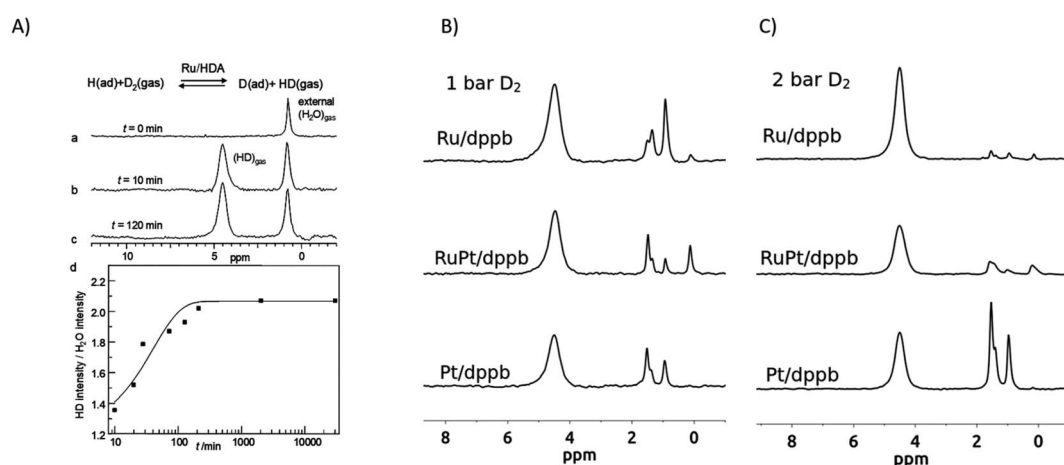 A)
H(ad)+D₂(gas) Ru/HDA D(ad)+ HD(gas)
external
(H₂O)gas
a t = 0 min
(HD)gas
b t = 10 min
c t = 120 min
10 5 0
ppm
d
HD intensity / H₂O intensity
2.2
2.0
1.8
1.6
1.4
1.2
10 100 1000 10000
t /min
B)
1 bar D₂
Ru/dppb
RuPt/dppb
Pt/dppb
8 6 4 2 0
ppm
C)
2 bar D₂
Ru/dppb
RuPt/dppb
Pt/dppb
8 6 4 2 0
ppm